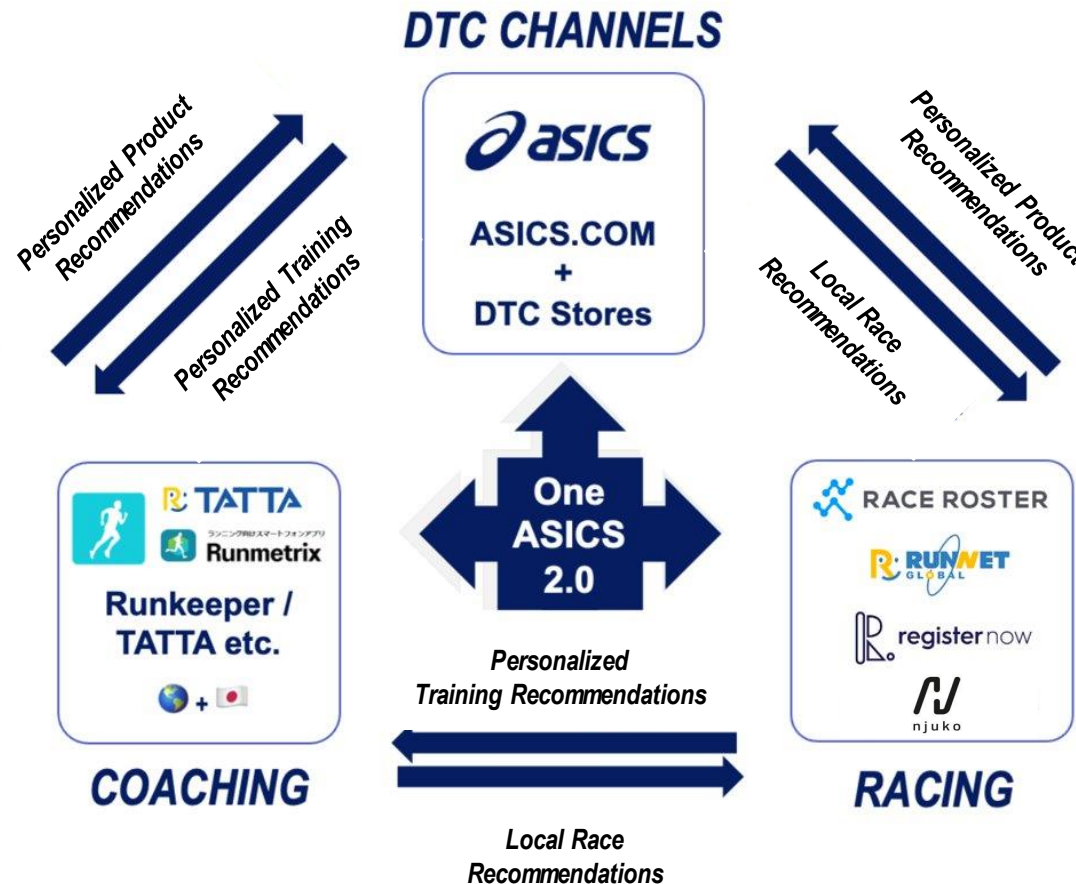 DTC CHANNELS
asics
ASICS.COM
+
DTC Stores
Personalized Product
Recommendations
Personalized Training
Recommendations
Personalized Product
Recommendations
Local Race
Recommendations
One
ASICS
2.0
TATTA
ランニング向けスマートフォンアプリ
Runmetrix
Runkeeper /
TATTA etc.
+
COACHING
RACE ROSTER
RUNNET
GLOBAL
register now
njuko
RACING
Personalized
Training Recommendations
Local Race
Recommendations